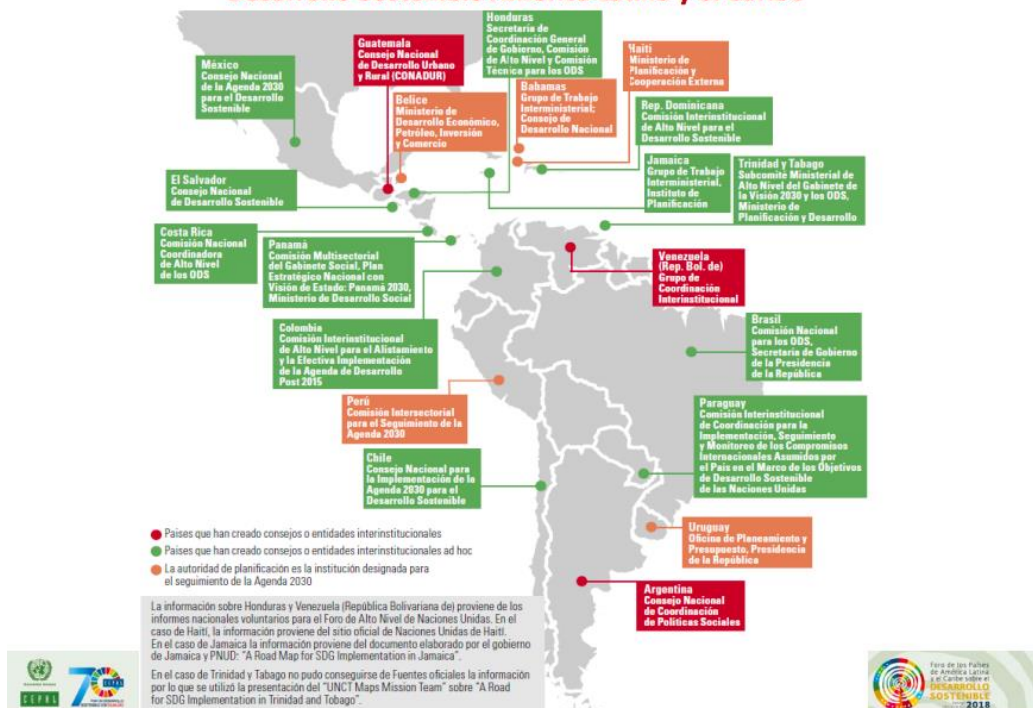 Guatemala
Consejo Nacional
de Desarrollo Urbano
y Rural (CONADUR)
Honduras
Secretaría de
Coordinación General
de Gobierno, Comisión
de Alto Nivel y Comisión
Técnica para los ODS
Haití
Ministerio de
Planificación y
Cooperación Externa
México
Consejo Nacional
de la Agenda 2030
para el Desarrollo
Sostenible
Belice
Ministerio de
Desarrollo Económico,
Petróleo, Inversión
y Comercio
Bahamas
Grupo de Trabajo
Interministerial;
Consejo de
Desarrollo Nacional
Rep. Dominicana
Comisión Interinstitucional
de Alto Nivel para el
Desarrollo Sostenible
Jamaica
Grupo de Trabajo
Interministerial,
Instituto de
Planificación
Trinidad y Tabago
Subcomité Ministerial de
Alto Nivel del Gabinete de
la Visión 2030 y los ODS,
Ministerio de
Planificación y Desarrollo
El Salvador
Consejo Nacional
de Desarrollo Sostenible
Costa Rica
Comisión Nacional
Coordinadora
de Alto Nivel
de los ODS
Panamá
Comisión Multisectorial
del Gabinete Social, Plan
Estratégico Nacional con
Visión de Estado: Panamá 2030,
Ministerio de Desarrollo Social
Venezuela
(Rep. Bol. de)
Grupo de
Coordinación
Interinstitucional
Colombia
Comisión Interinstitucional
de Alto Nivel para el Alistamiento
y la Efectiva Implementación
de la Agenda de Desarrollo
Post 2015
Brasil
Comisión Nacional
para los ODS,
Secretaría de Gobierno
de la Presidencia
de la República
Perú
Comisión Intersectorial
para el Seguimiento de la
Agenda 2030
Paraguay
Comisión Interinstitucional
de Coordinación para la
Implementación, Seguimiento
y Monitoreo de los Compromisos
Internacionales Asumidos por
el País en el Marco de los Objetivos
de Desarrollo Sostenible
de las Naciones Unidas
Chile
Consejo Nacional para
la Implementación de la
Agenda 2030 para el
Desarrollo Sostenible
Uruguay
Oficina de Planeamiento y
Presupuesto, Presidencia
de la República
Argentina
Consejo Nacional
de Coordinación
de Políticas Sociales
Países que han creado consejos o entidades interinstitucionales
Países que han creado consejos o entidades interinstitucionales ad hoc
La autoridad de planificación es la institución designada para
el seguimiento de la Agenda 2030
La información sobre Honduras y Venezuela (República Bolivariana de) proviene de los
informes nacionales voluntarios para el Foro de Alto Nivel de Naciones Unidas. En el
caso de Haití, la información proviene del sitio oficial de Naciones Unidas de Haití.
En el caso de Jamaica la información proviene del documento elaborado por el gobierno
de Jamaica y PNUD: "A Road Map for SDG Implementation in Jamaica".
En el caso de Trinidad y Tabago no pudo conseguirse de Fuentes oficiales la información
por lo que se utilizó la presentación del "UNCT Maps Mission Team" sobre "A Road
for SDG Implementation in Trinidad and Tobago".
CEPAL
70
Foro de los Países
de América Latina
y el Caribe sobre el
DESARROLLO
SOSTENIBLE
2018